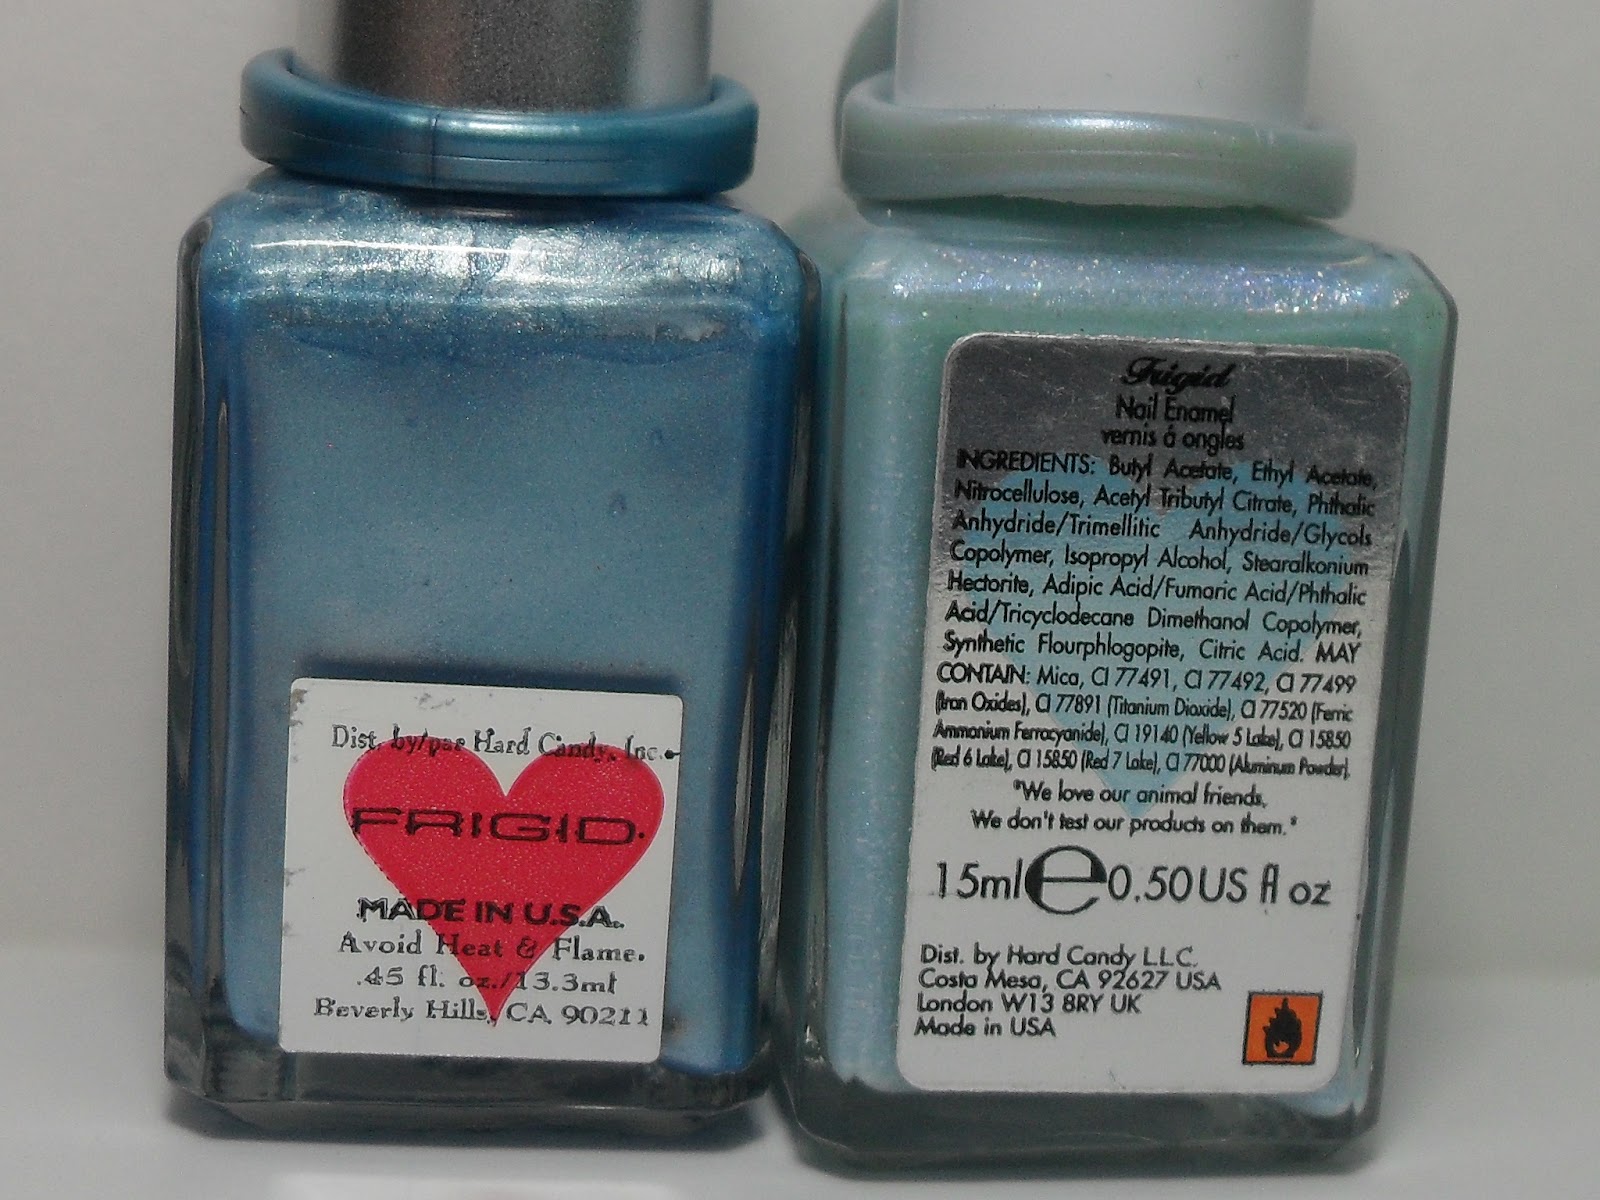 Dist. by/par Hard Candy, Inc.
FRIGID
MADE IN U.S.A.
Avoid Heat & Flame.
.45 fl. oz./13.3ml
Beverly Hills, CA 90211
Frigid
Nail Enamel
vernis á ongles
INGREDIENTS: Butyl Acetate, Ethyl Acetate,
Nitrocellulose, Acetyl Tributyl Citrate, Phthalic
Anhydride/Trimellitic Anhydride/Glycols
Copolymer, Isopropyl Alcohol, Stearalkonium
Hectorite, Adipic Acid/Fumaric Acid/Phthalic
Acid/Tricyclodecane Dimethanol Copolymer,
Synthetic Flourphlogopite, Citric Acid. MAY
CONTAIN: Mica, CI 77491, CI 77492, CI 77499
(Iron Oxides), CI 77891 (Titanium Dioxide), CI 77520 (Ferric
Ammonium Ferrocyanide), CI 19140 (Yellow 5 Lake), CI 15850
(Red 6 Lake), CI 15850 (Red 7 Lake), CI 77000 (Aluminum Powder).
"We love our animal friends.
We don't test our products on them."
15ml e 0.50 US fl oz
Dist. by Hard Candy L.L.C.
Costa Mesa, CA 92627 USA
London W13 8RY UK
Made in USA